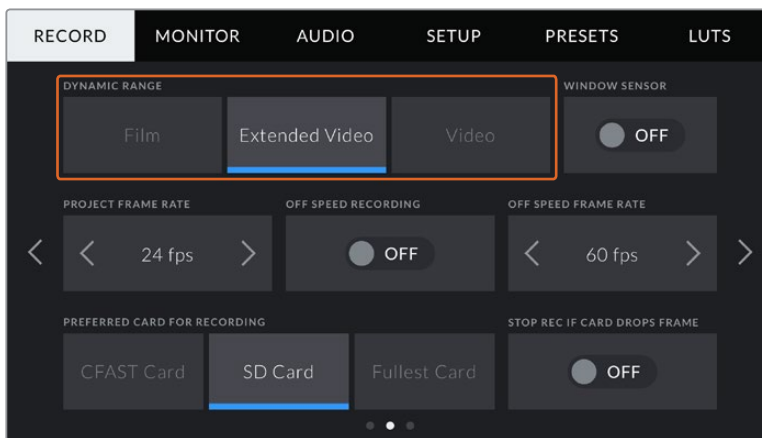 RECORD MONITOR AUDIO SETUP PRESETS LUTS
DYNAMIC RANGE WINDOW SENSOR
Film Extended Video Video OFF
PROJECT FRAME RATE OFF SPEED RECORDING OFF SPEED FRAME RATE
24 fps OFF 60 fps
PREFERRED CARD FOR RECORDING STOP REC IF CARD DROPS FRAME
CFAST Card SD Card Fullest Card OFF